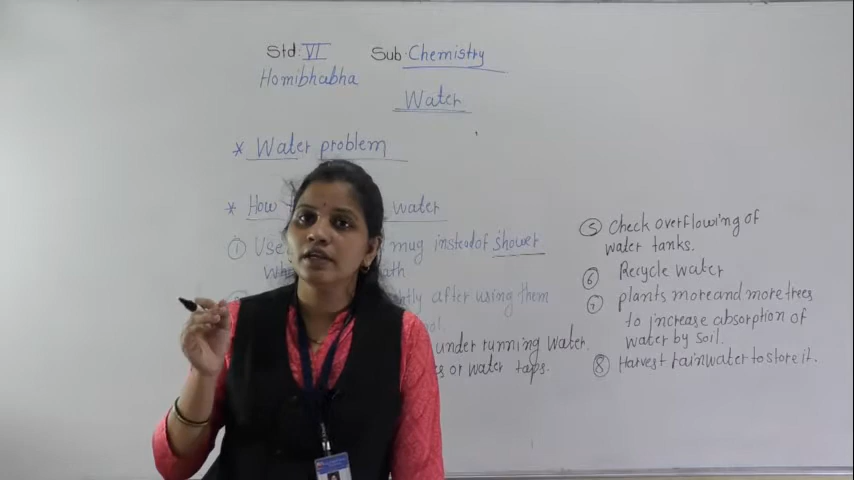 Std: VI Sub: Chemistry
Homibhabha
Water
* Water problem
* How water
① Use mug instead of shower
ath
ntly after using them
under running water.
or water taps.
⑤ Check overflowing of
water tanks.
⑥ Recycle water
⑦ plants more and more trees
to increase absorption of
water by soil.
⑧ Harvest rainwater to store it.